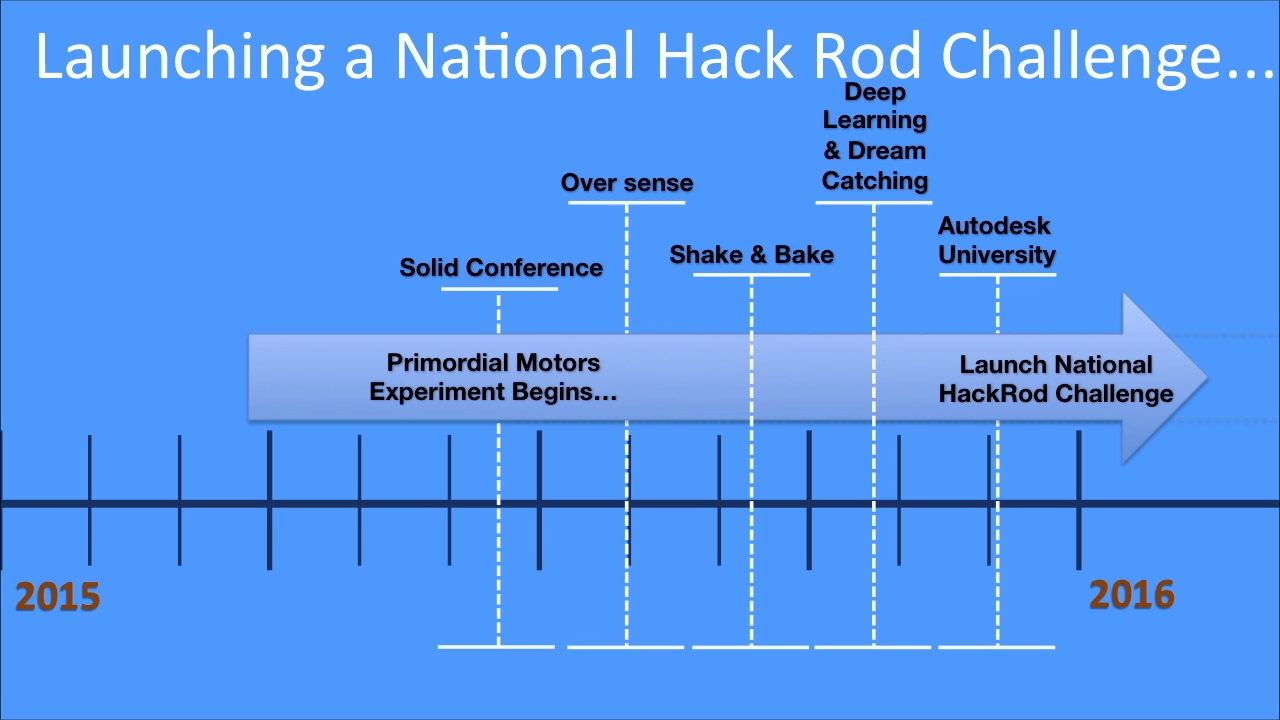 Launching a National Hack Rod Challenge...
Deep
Learning
& Dream
Catching
Over sense
Autodesk
University
Shake & Bake
Solid Conference
Primordial Motors
Experiment Begins...
Launch National
HackRod Challenge
2015
2016